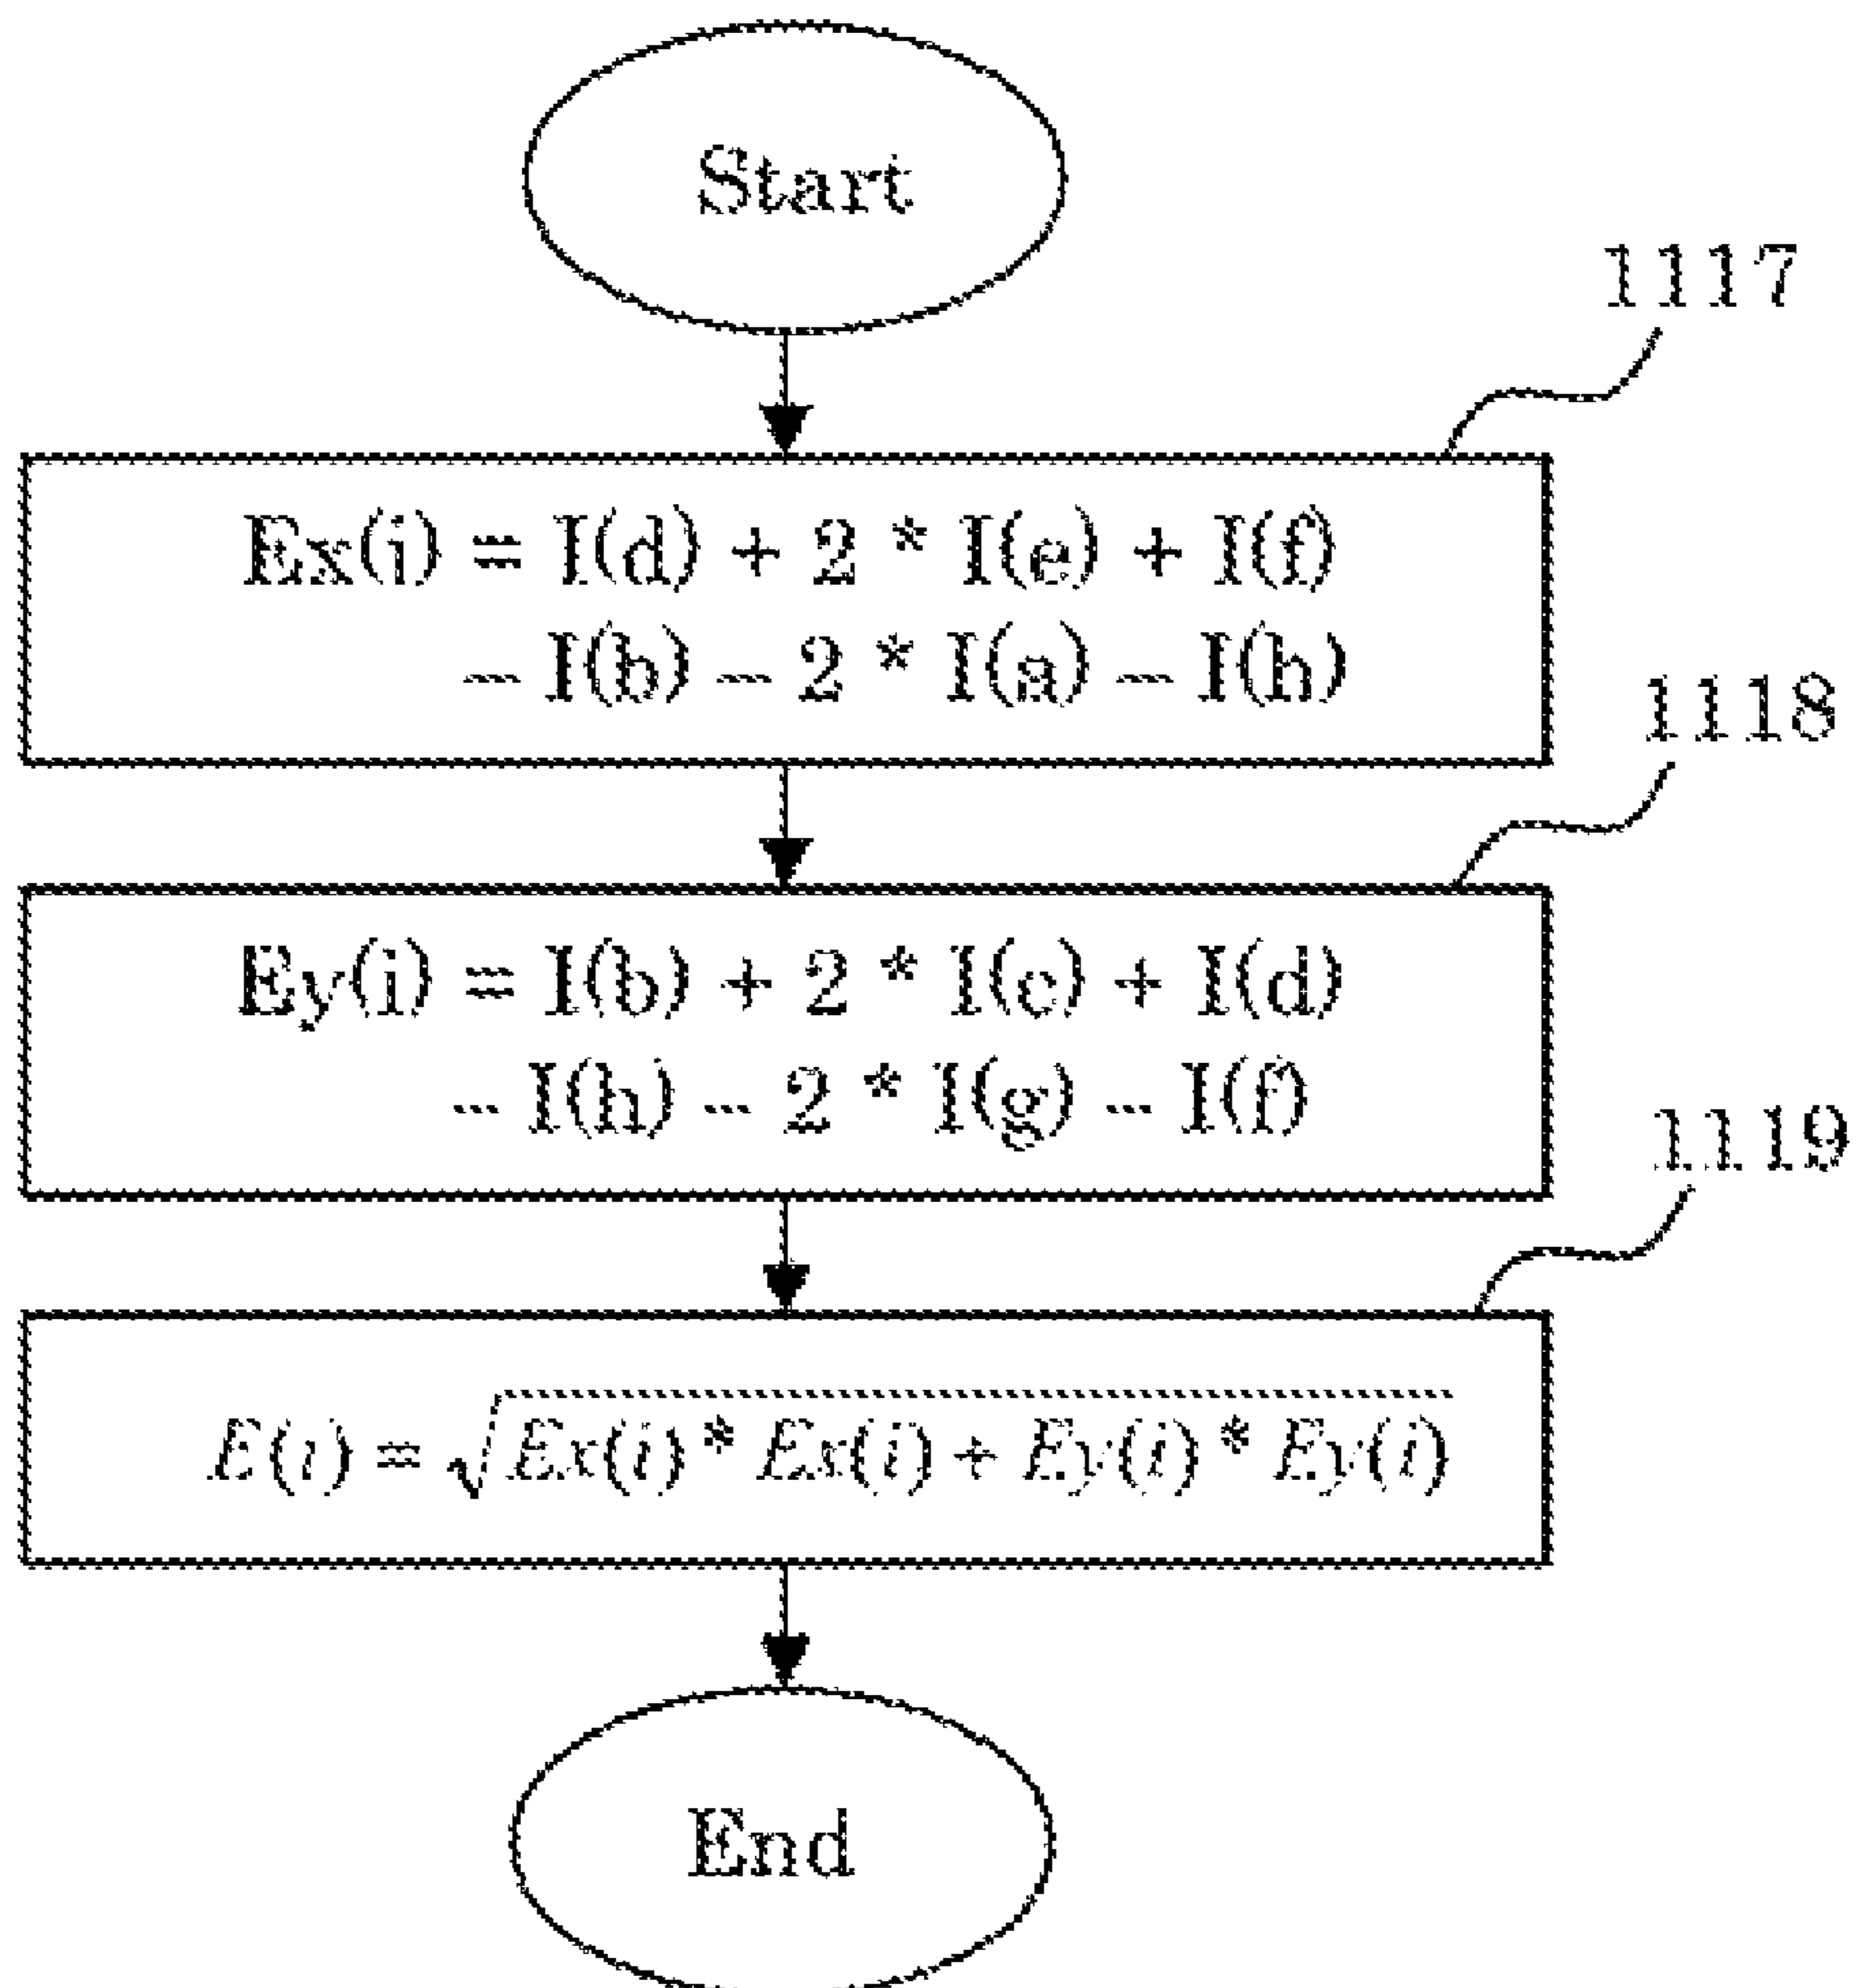 Start
1117
Ex(i) = I(d) + 2 * I(e) + I(f)
− I(b) − 2 * I(a) − I(h)
1118
Ey(i) = I(b) + 2 * I(c) + I(d)
− I(h) − 2 * I(g) − I(f)
1119
E(i) = √Ex(i) * Ex(i) + Ey(i) * Ey(i)
End